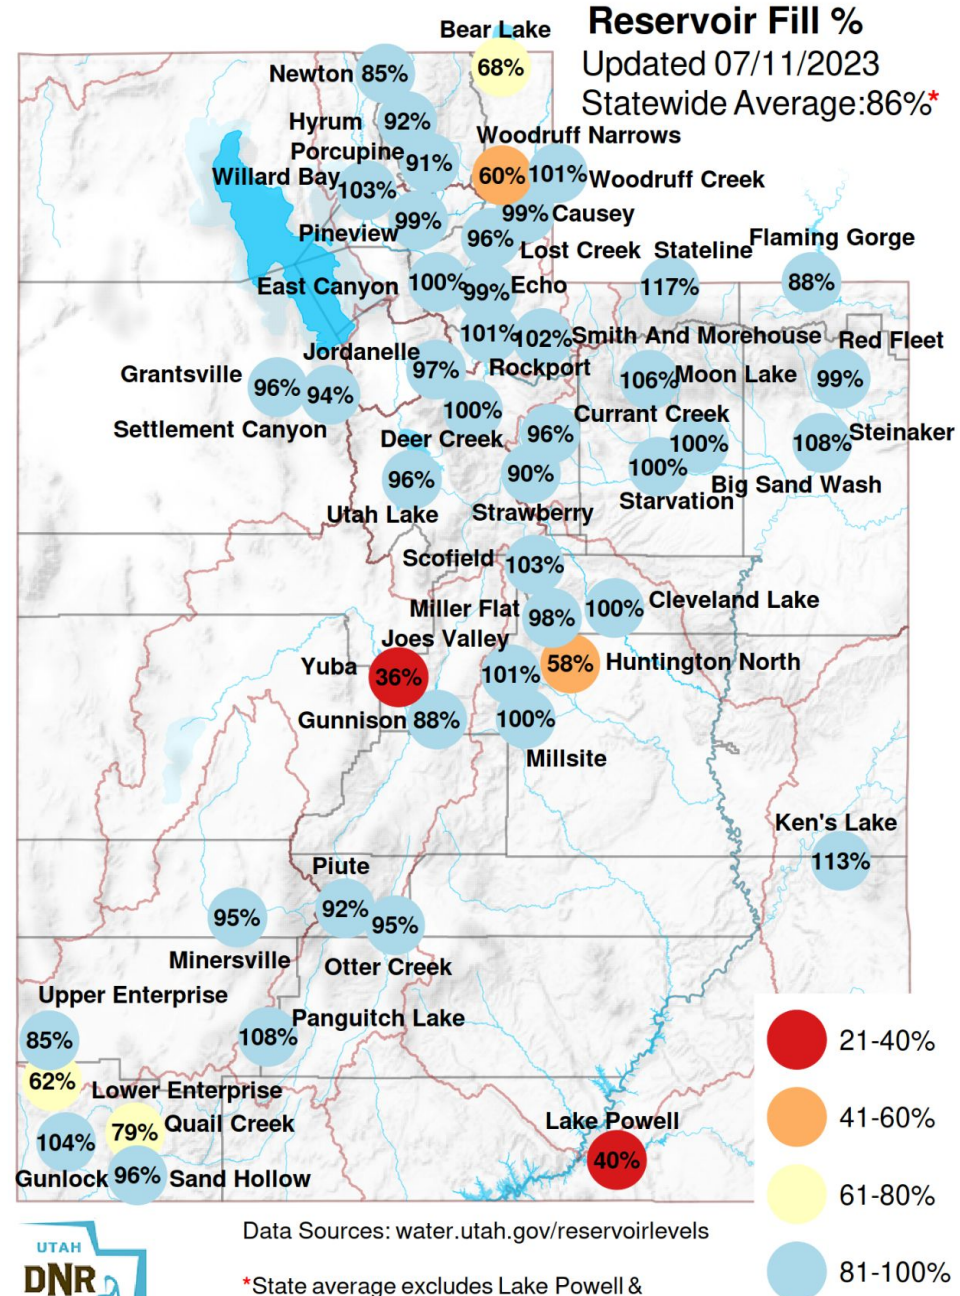 Reservoir Fill %
Updated 07/11/2023
Statewide Average:86%*
Bear Lake
68%
Newton 85%
Hyrum 92%
Porcupine 91%
Woodruff Narrows
60%
101% Woodruff Creek
Willard Bay 103%
99% Causey
Pineview 99%
96% Lost Creek
Stateline
117%
Flaming Gorge
88%
East Canyon 100%
99% Echo
101%
Rockport
102% Smith And Morehouse
Red Fleet
99%
Jordanelle
97%
Grantsville
96%
94%
Settlement Canyon
106% Moon Lake
100%
Deer Creek
Currant Creek
96%
100%
Big Sand Wash
108% Steinaker
100%
Starvation
90%
Strawberry
96%
Utah Lake
Scofield 103%
Miller Flat 98%
100% Cleveland Lake
Joes Valley
101%
58% Huntington North
Yuba 36%
Gunnison 88%
100%
Millsite
Ken's Lake
113%
Piute
92%
95%
Otter Creek
95%
Minersville
Upper Enterprise
85%
108% Panguitch Lake
62%
Lower Enterprise
79% Quail Creek
104%
Gunlock
96% Sand Hollow
Lake Powell
40%
21-40%
41-60%
61-80%
81-100%
Data Sources: water.utah.gov/reservoirlevels
*State average excludes Lake Powell &
UTAH
DNR